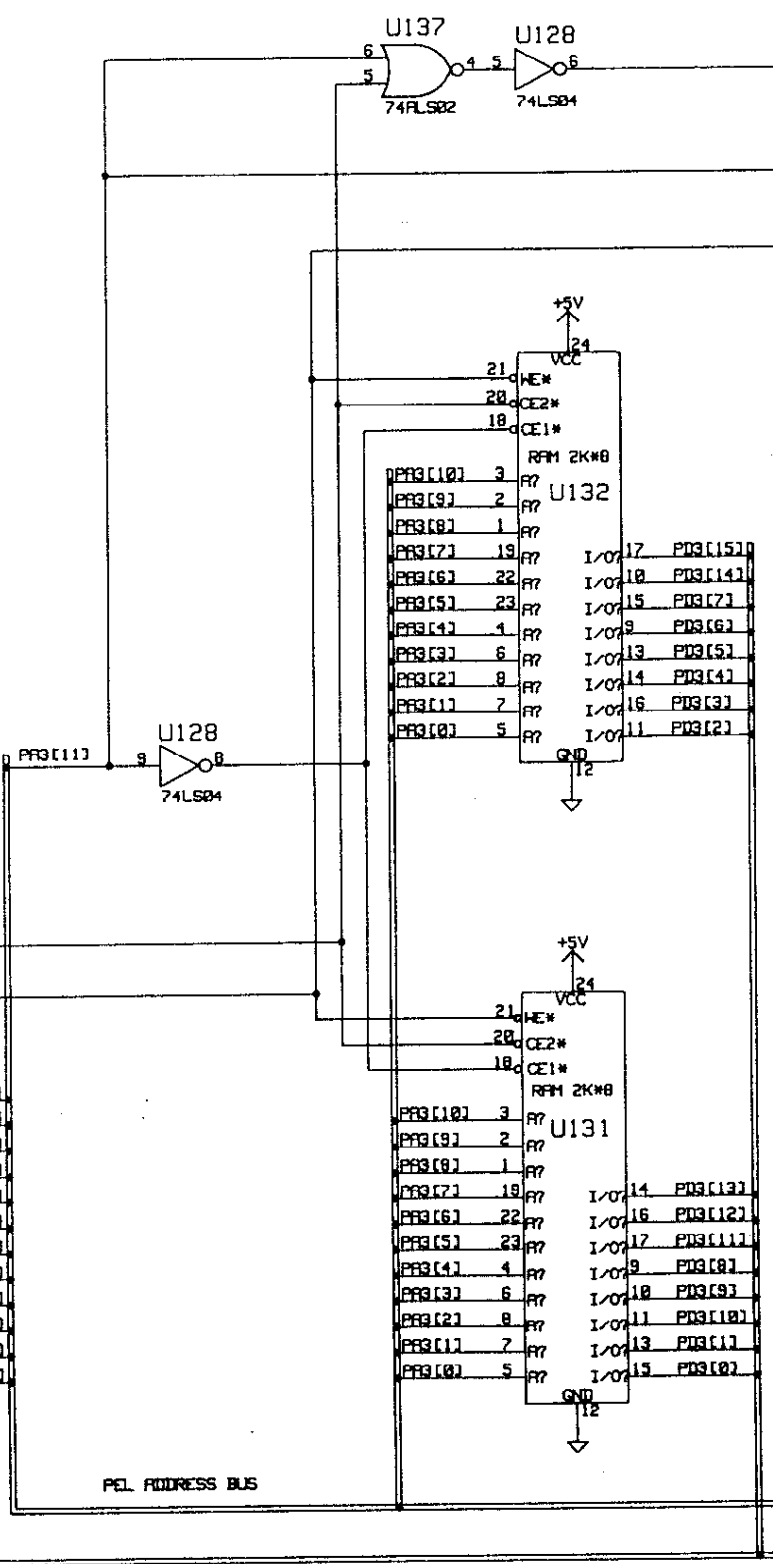 U137
U128
6
5
4
5
6
74ALS02
74LS04
+5V
24
VCC
21 WE*
20 CE2*
18 CE1*
RAM 2K*8
U132
PA3[10] 3 A?
PA3[9] 2 A?
PA3[8] 1 A?
PA3[7] 19 A? I/O? 17 PD3[15]
PA3[6] 22 A? I/O? 10 PD3[14]
PA3[5] 23 A? I/O? 15 PD3[7]
PA3[4] 4 A? I/O? 9 PD3[6]
PA3[3] 6 A? I/O? 13 PD3[5]
PA3[2] 8 A? I/O? 14 PD3[4]
PA3[1] 7 A? I/O? 16 PD3[3]
PA3[0] 5 A? I/O? 11 PD3[2]
GND
12
U128
PA3[11] 9 8
74LS04
+5V
24
VCC
21 WE*
20 CE2*
18 CE1*
RAM 2K*8
U131
PA3[10] 3 A?
PA3[9] 2 A?
PA3[8] 1 A?
PA3[7] 19 A? I/O? 14 PD3[13]
PA3[6] 22 A? I/O? 16 PD3[12]
PA3[5] 23 A? I/O? 17 PD3[11]
PA3[4] 4 A? I/O? 9 PD3[8]
PA3[3] 6 A? I/O? 10 PD3[9]
PA3[2] 8 A? I/O? 11 PD3[10]
PA3[1] 7 A? I/O? 13 PD3[1]
PA3[0] 5 A? I/O? 15 PD3[0]
GND
12
PEL ADDRESS BUS